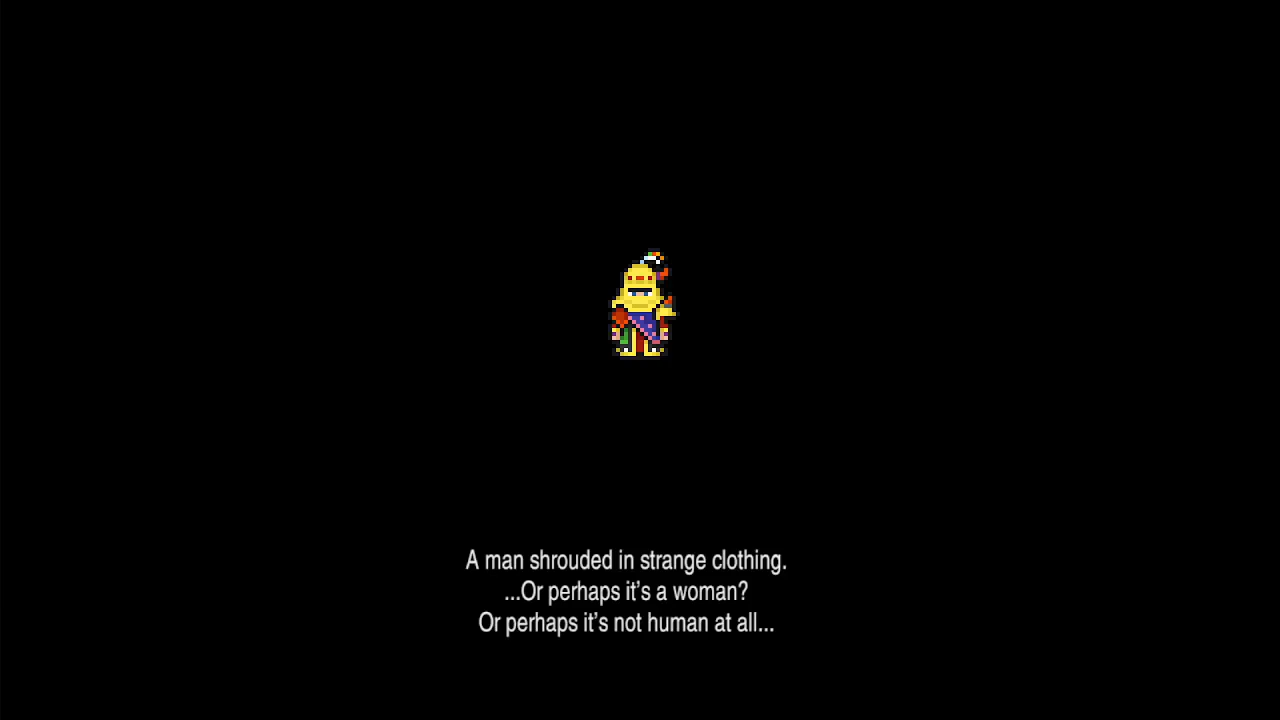 A man shrouded in strange clothing.
...Or perhaps it's a woman?
Or perhaps it's not human at all...